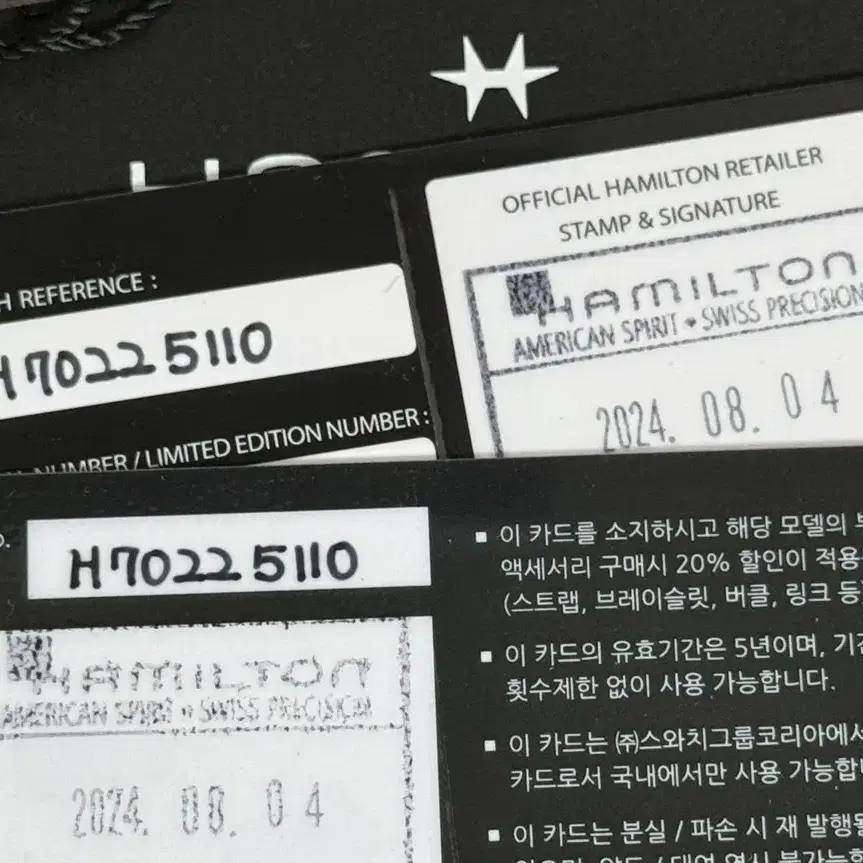 OFFICIAL HAMILTON RETAILER
STAMP & SIGNATURE
H REFERENCE :
H70225110
HAMILTON
AMERICAN SPIRIT • SWISS PRECISION
2024. 08. 04
NUMBER / LIMITED EDITION NUMBER :
H70225110
HAMILTON
AMERICAN SPIRIT • SWISS PRECISION
2024. 08. 04
■ 이 카드를 소지하시고 해당 모델의
액세서리 구매시 20% 할인이 적용
(스트랩, 브레이슬릿, 버클, 링크 등
■ 이 카드의 유효기간은 5년이며,
횟수제한 없이 사용 가능합니다.
■ 이 카드는 ㈜스와치그룹코리아에서
카드로서 국내에서만 사용 가능합
■ 이 카드는 분실 / 파손 시 재 발행